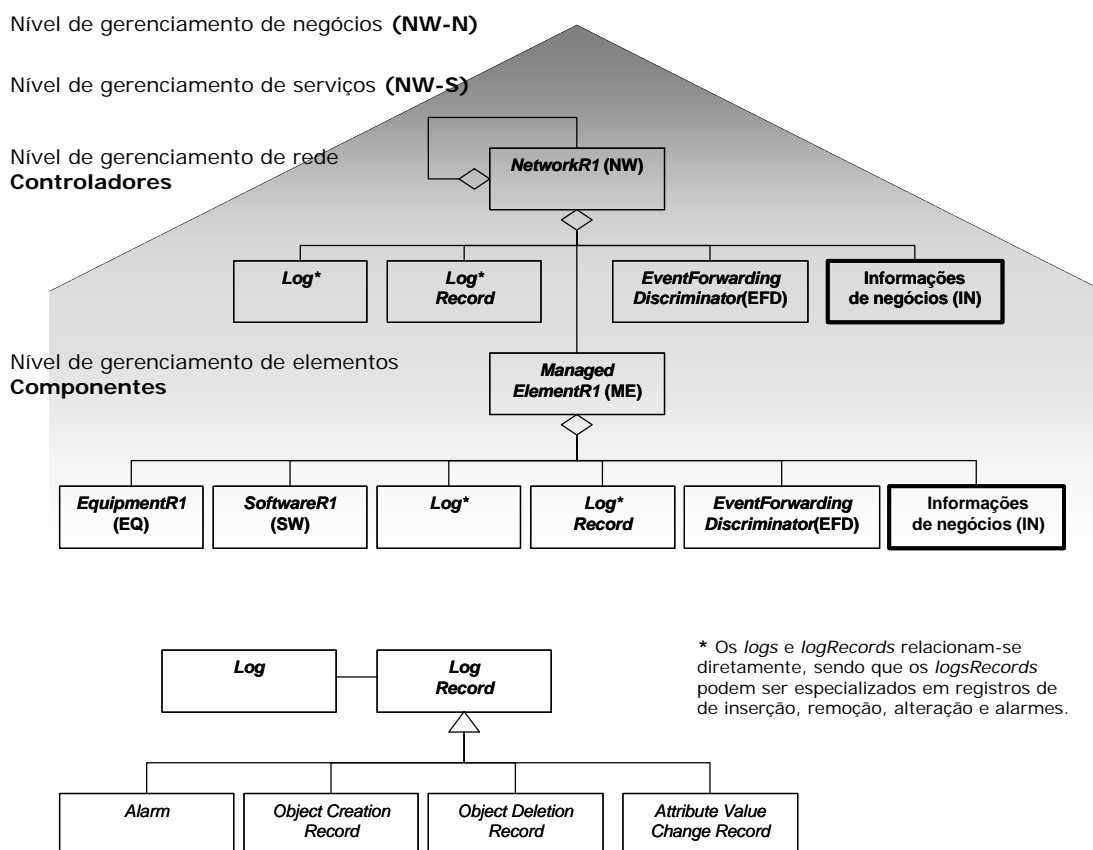 Nível de gerenciamento de negócios (NW-N)
Nível de gerenciamento de serviços (NW-S)
Nível de gerenciamento de rede
Controladores
NetworkR1 (NW)
Log*
Log*
Record
EventForwarding
Discriminator(EFD)
Informações
de negócios (IN)
Nível de gerenciamento de elementos
Componentes
Managed
ElementR1 (ME)
EquipmentR1
(EQ)
SoftwareR1
(SW)
Log*
Log*
Record
EventForwarding
Discriminator(EFD)
Informações
de negócios (IN)
Log
Log
Record
* Os logs e logRecords relacionam-se
diretamente, sendo que os logsRecords
podem ser especializados em registros de
de inserção, remoção, alteração e alarmes.
Alarm
Object Creation
Record
Object Deletion
Record
Attribute Value
Change Record